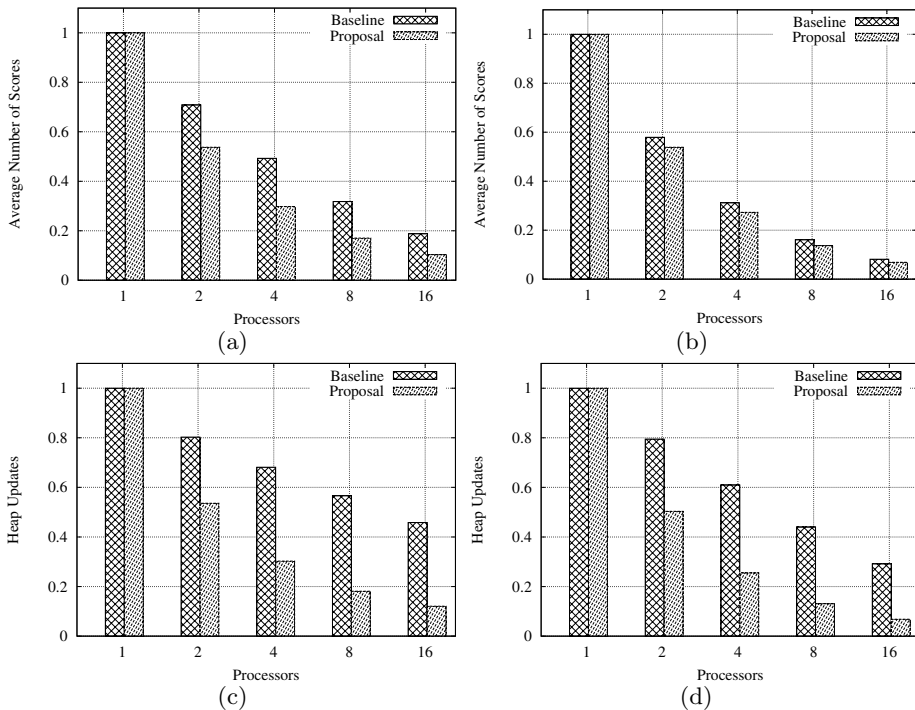 Average Number of Scores
1
0.8
0.6
0.4
0.2
0
Baseline
Proposal
1 2 4 8 16
Processors
(a)
Average Number of Scores
1
0.8
0.6
0.4
0.2
0
Baseline
Proposal
1 2 4 8 16
Processors
(b)
Heap Updates
1
0.8
0.6
0.4
0.2
0
Baseline
Proposal
1 2 4 8 16
Processors
(c)
Heap Updates
1
0.8
0.6
0.4
0.2
0
Baseline
Proposal
1 2 4 8 16
Processors
(d)